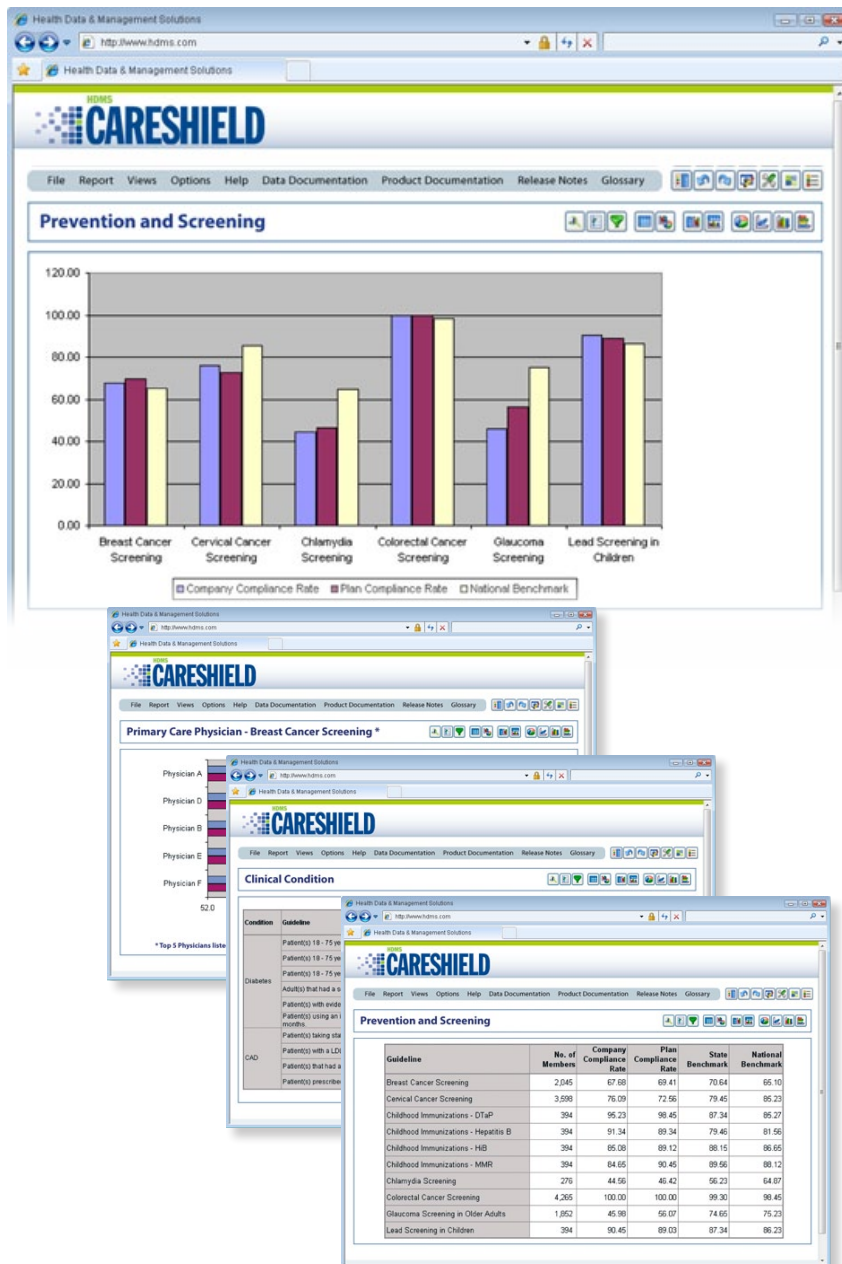 Health Data & Management Solutions
http://www.hdms.com
Health Data & Management Solutions
HDMS
CARESHIELD
File Report Views Options Help Data Documentation Product Documentation Release Notes Glossary
Prevention and Screening
120.00
100.00
80.00
60.00
40.00
20.00
0.00
Breast Cancer Screening
Cervical Cancer Screening
Chlamydia Screening
Colorectal Cancer Screening
Glaucoma Screening
Lead Screening in Children
Company Compliance Rate Plan Compliance Rate National Benchmark
Health Data & Management Solutions
http://www.hdms.com
Health Data & Management Solutions
HDMS
CARESHIELD
File Report Views Options Help Data Documentation Product Documentation Release Notes Glossary
Primary Care Physician - Breast Cancer Screening *
Physician A
Physician D
Physician B
Physician E
Physician F
52.0
* Top 5 Physicians liste
Health Data & Management Solutions
http://www.hdms.com
Health Data & Management Solutions
HDMS
CARESHIELD
File Report Views Options Help Data Documentation Product Documentation Release Notes Glossary
Clinical Condition
Condition Guideline
Diabetes
Patient(s) 18 - 75 ye
Patient(s) 18 - 75 ye
Patient(s) 18 - 75 ye
Adult(s) that had a s
Patient(s) with evide
Patient(s) using an i
months.
CAD
Patient(s) taking sta
Patient(s) with a LDL
Patient(s) that had a
Patient(s) prescribe
Health Data & Management Solutions
http://www.hdms.com
Health Data & Management Solutions
HDMS
CARESHIELD
File Report Views Options Help Data Documentation Product Documentation Release Notes Glossary
Prevention and Screening
Guideline No. of Members Company Compliance Rate Plan Compliance Rate State Benchmark National Benchmark
Breast Cancer Screening 2,045 67.68 69.41 70.64 65.10
Cervical Cancer Screening 3,598 76.09 72.56 79.45 85.23
Childhood Immunizations - DTaP 394 95.23 98.45 87.34 85.27
Childhood Immunizations - Hepatitis B 394 91.34 89.34 79.46 81.56
Childhood Immunizations - HiB 394 85.08 89.12 88.15 86.65
Childhood Immunizations - MMR 394 84.65 90.45 89.56 88.12
Chlamydia Screening 276 44.56 46.42 56.23 64.87
Colorectal Cancer Screening 4,265 100.00 100.00 99.30 98.45
Glaucoma Screening in Older Adults 1,852 45.98 56.07 74.65 75.23
Lead Screening in Children 394 90.45 89.03 87.34 86.23